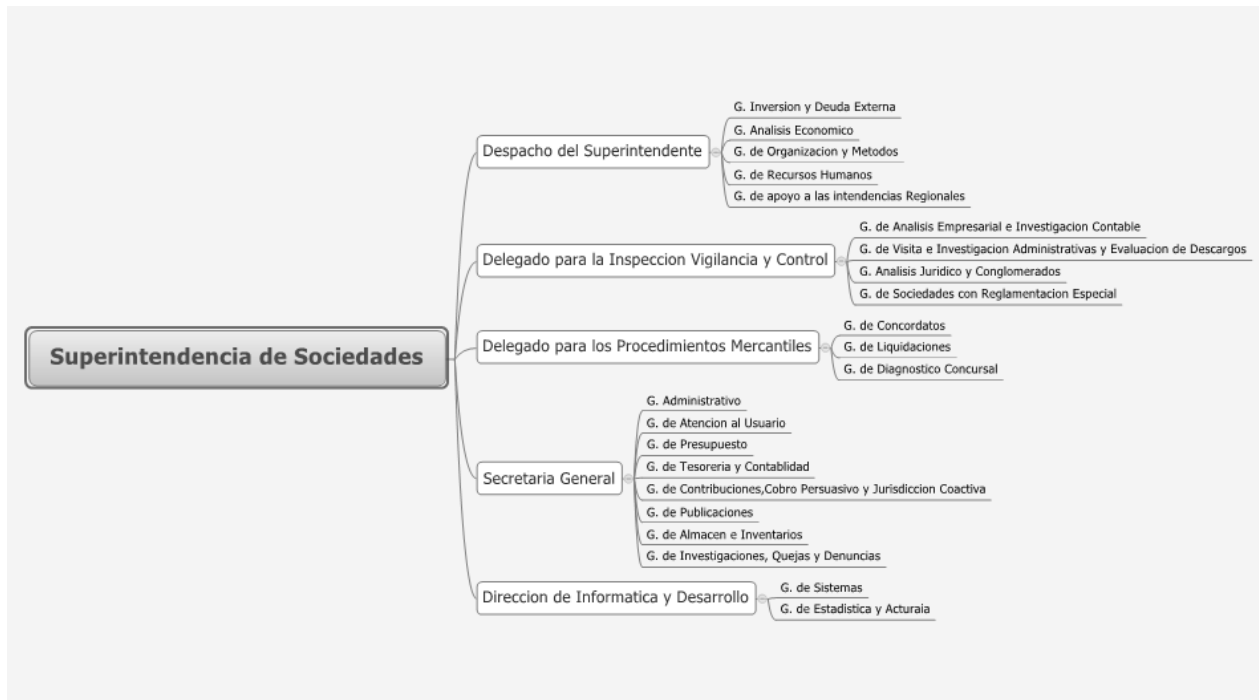 Superintendencia de Sociedades
Despacho del Superintendente
G. Inversion y Deuda Externa
G. Analisis Economico
G. de Organizacion y Metodos
G. de Recursos Humanos
G. de apoyo a las intendencias Regionales
Delegado para la Inspeccion Vigilancia y Control
G. de Analisis Empresarial e Investigacion Contable
G. de Visita e Investigacion Administrativas y Evaluacion de Descargos
G. Analisis Juridico y Conglomerados
G. de Sociedades con Reglamentacion Especial
Delegado para los Procedimientos Mercantiles
G. de Concordatos
G. de Liquidaciones
G. de Diagnostico Concursal
Secretaria General
G. Administrativo
G. de Atencion al Usuario
G. de Presupuesto
G. de Tesoreria y Contablidad
G. de Contribuciones,Cobro Persuasivo y Jurisdiccion Coactiva
G. de Publicaciones
G. de Almacen e Inventarios
G. de Investigaciones, Quejas y Denuncias
Direccion de Informatica y Desarrollo
G. de Sistemas
G. de Estadistica y Acturaia